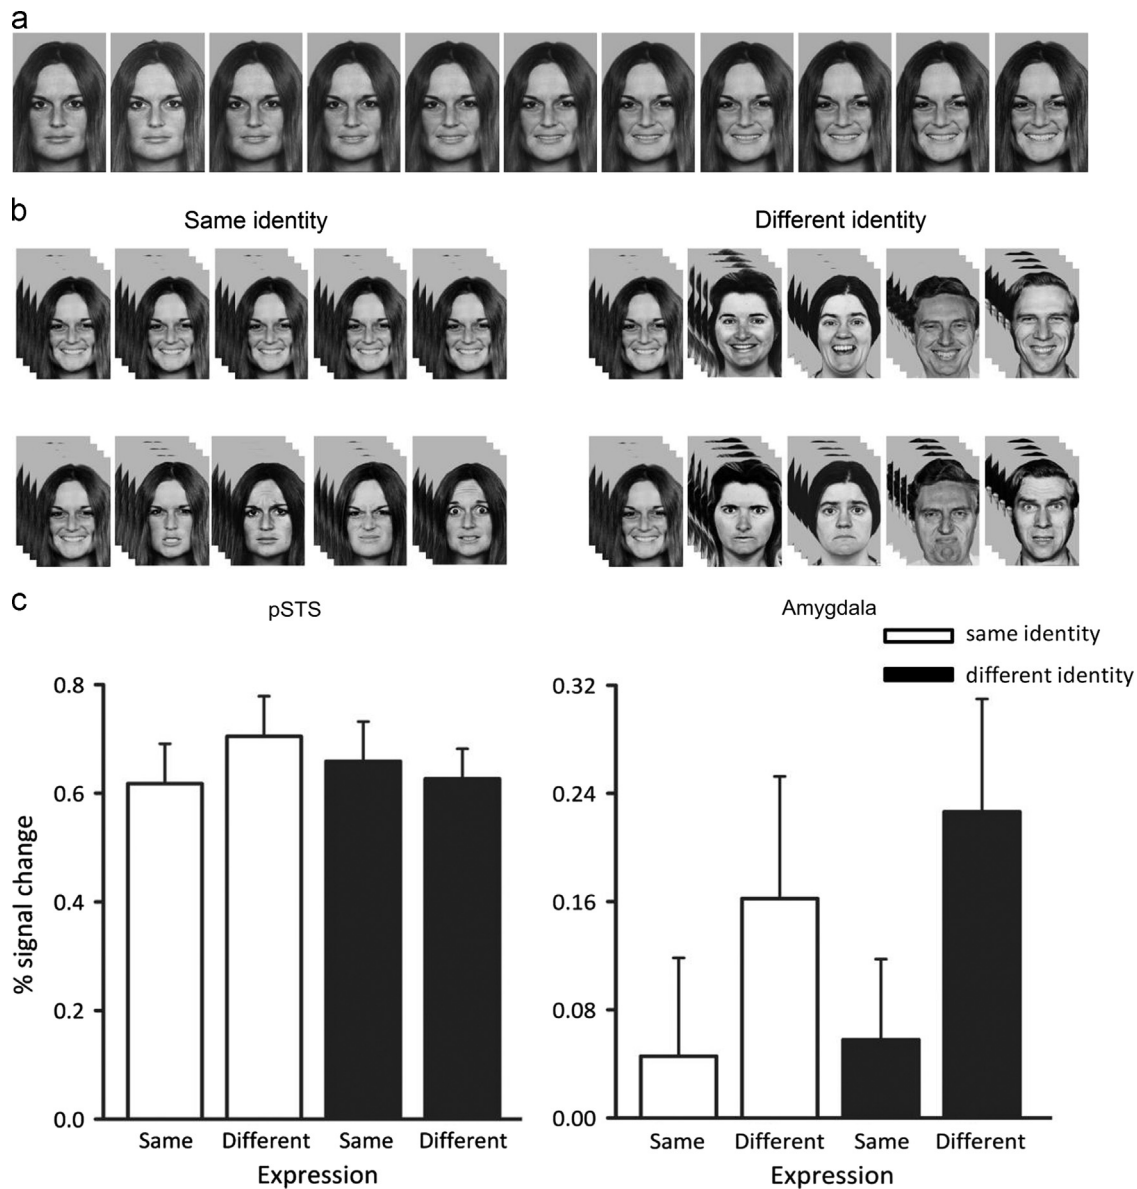 a
b
Same identity
Different identity
c
pSTS
Amygdala
same identity
different identity
% signal change
0.8
0.6
0.4
0.2
0.0
Same Different Same Different
Expression
0.32
0.24
0.16
0.08
0.00
Same Different Same Different
Expression